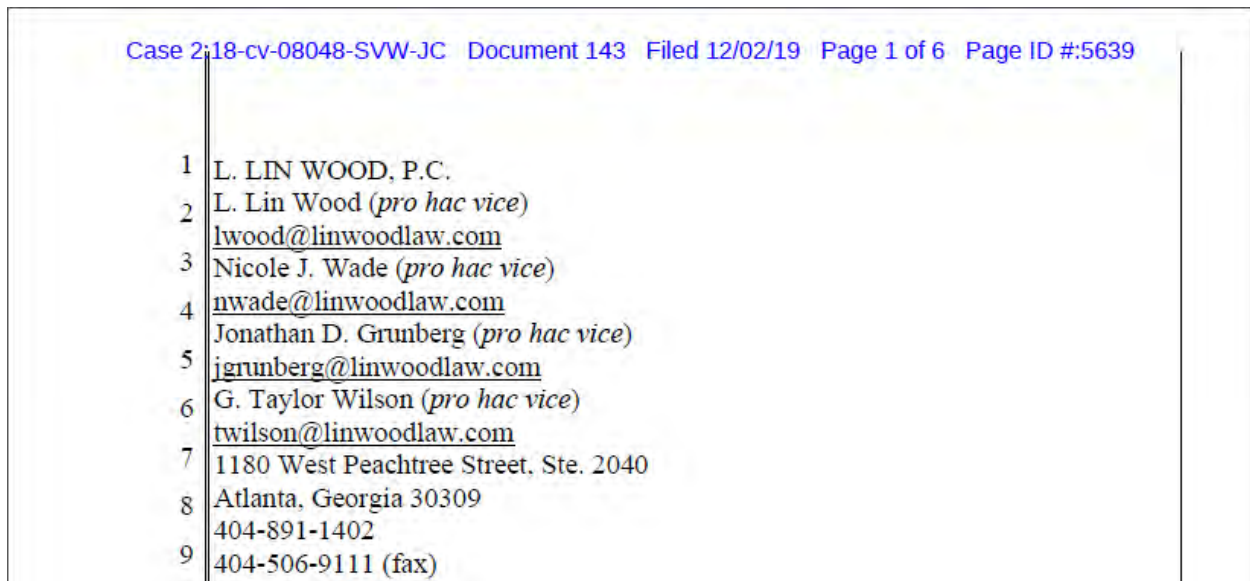 Case 2:18-cv-08048-SVW-JC Document 143 Filed 12/02/19 Page 1 of 6 Page ID #:5639
1 L. LIN WOOD, P.C.
2 L. Lin Wood (pro hac vice)
lwood@linwoodlaw.com
3 Nicole J. Wade (pro hac vice)
4 nwade@linwoodlaw.com
Jonathan D. Grunberg (pro hac vice)
5 jgrunberg@linwoodlaw.com
6 G. Taylor Wilson (pro hac vice)
twilson@linwoodlaw.com
7 1180 West Peachtree Street, Ste. 2040
8 Atlanta, Georgia 30309
404-891-1402
9 404-506-9111 (fax)